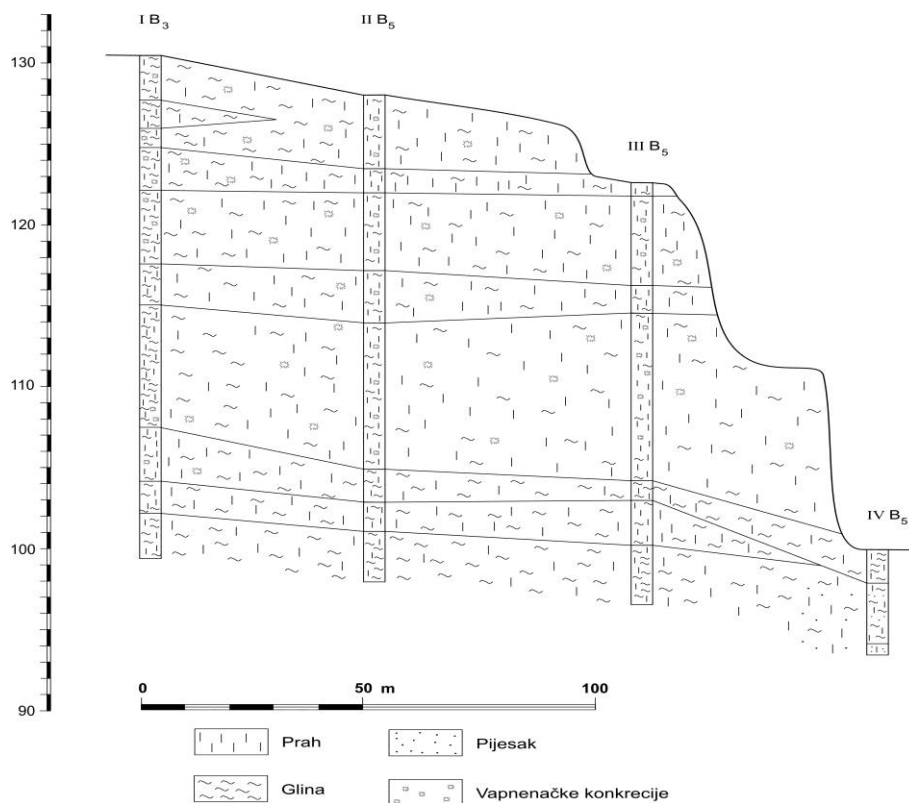 I B3
II B5
130
III B5
120
110
IV B5
100
90
0 50 m 100
Prah
Pijesak
Glina
Vapnenačke konkrecije